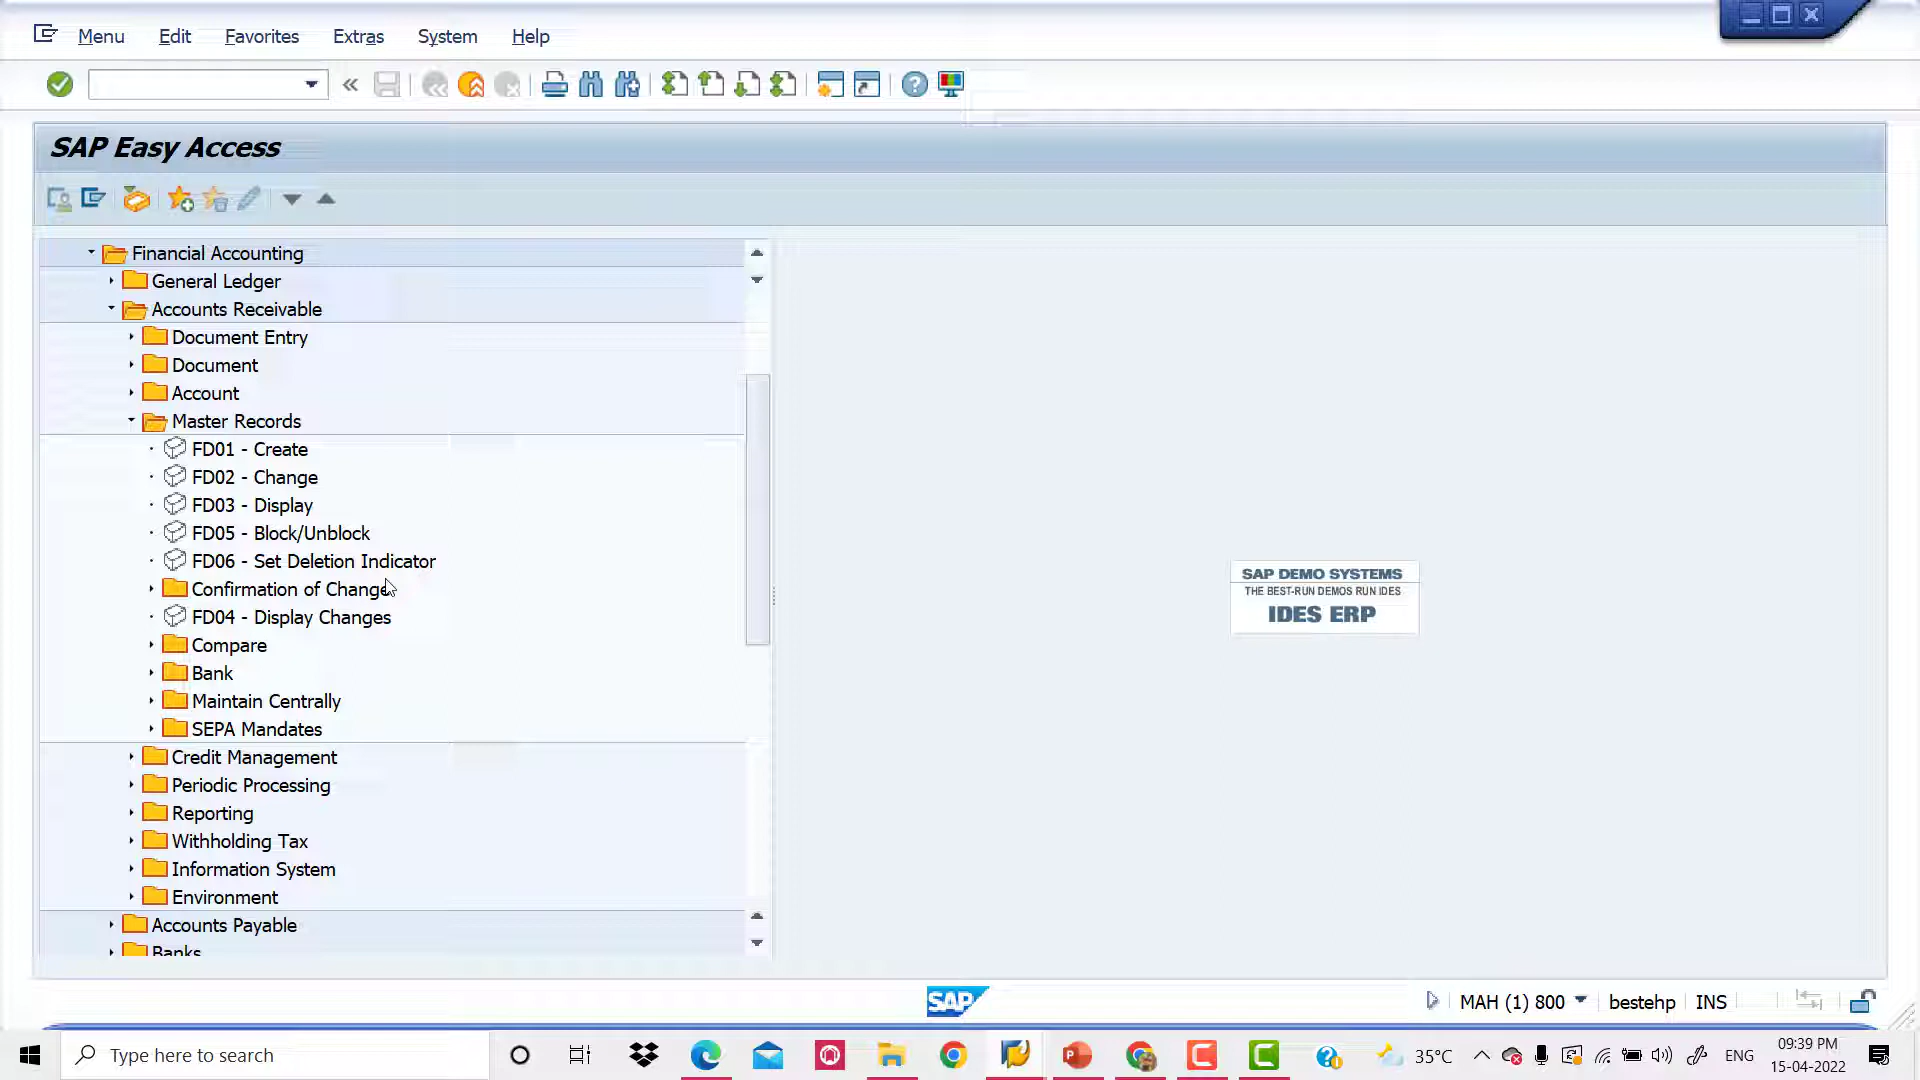 Menu Edit Favorites Extras System Help
SAP Easy Access
Financial Accounting
General Ledger
Accounts Receivable
Document Entry
Document
Account
Master Records
FD01 - Create
FD02 - Change
FD03 - Display
FD05 - Block/Unblock
FD06 - Set Deletion Indicator
Confirmation of Change
FD04 - Display Changes
Compare
Bank
Maintain Centrally
SEPA Mandates
Credit Management
Periodic Processing
Reporting
Withholding Tax
Information System
Environment
Accounts Payable
Banks
SAP DEMO SYSTEMS
THE BEST-RUN DEMOS RUN IDES
IDES ERP
SAP
MAH (1) 800 bestehp INS
Type here to search
35°C
ENG
09:39 PM
15-04-2022